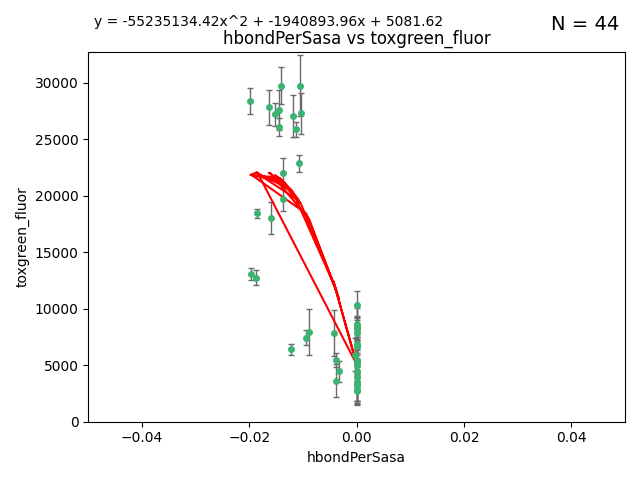 y = -55235134.42x^2 + -1940893.96x + 5081.62
N = 44
hbondPerSasa vs toxgreen_fluor
toxgreen_fluor
30000
25000
20000
15000
10000
5000
0
−0.04
−0.02
0.00
0.02
0.04
hbondPerSasa